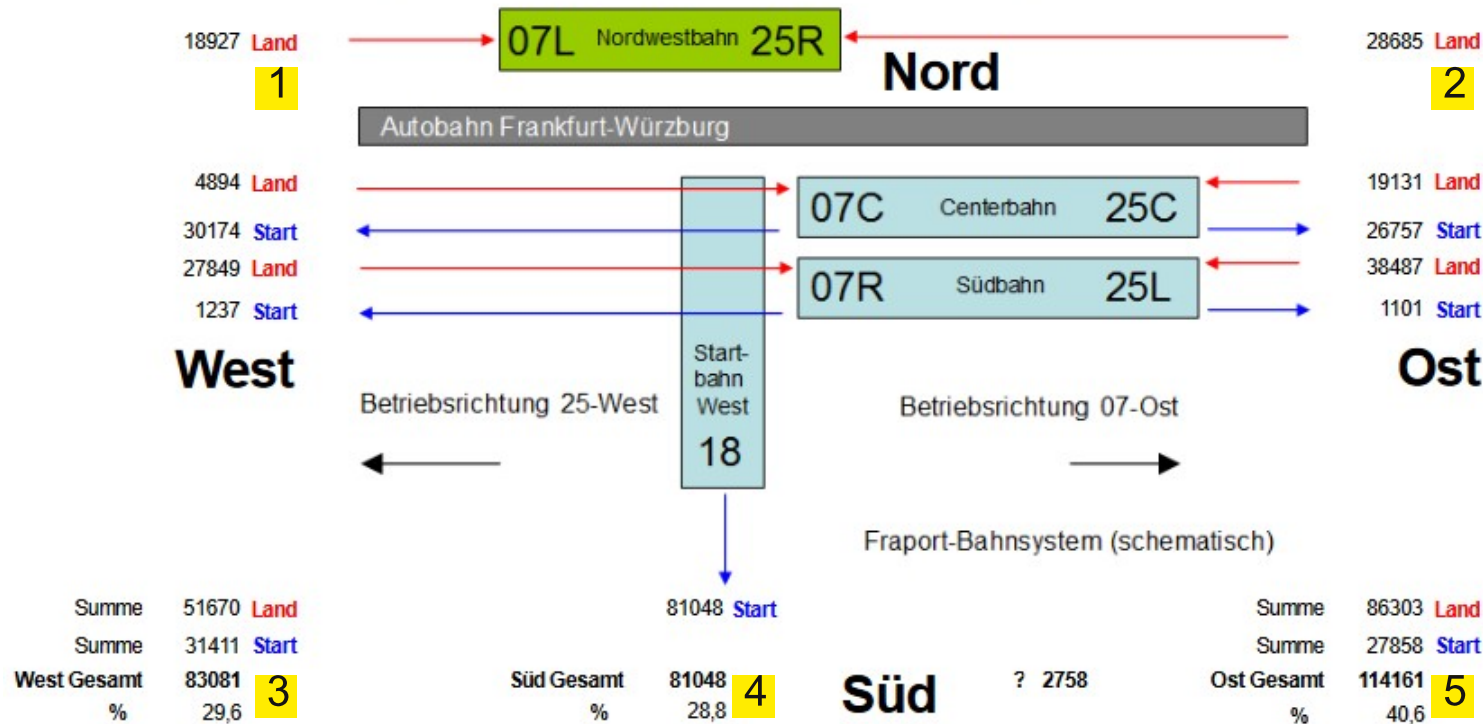 18927 Land 07L Nordwestbahn 25R 28685 Land
1 Nord 2
Autobahn Frankfurt-Würzburg
4894 Land 07C Centerbahn 25C 19131 Land
30174 Start 26757 Start
27849 Land 07R Südbahn 25L 38487 Land
1237 Start 1101 Start
West Ost
Start-
bahn
West
18
Betriebsrichtung 25-West Betriebsrichtung 07-Ost
Fraport-Bahnsystem (schematisch)
Summe 51670 Land 81048 Start Summe 86303 Land
Summe 31411 Start Summe 27858 Start
West Gesamt 83081 3 Süd Gesamt 81048 4 Süd ? 2758 Ost Gesamt 114161 5
% 29,6 % 28,8 % 40,6